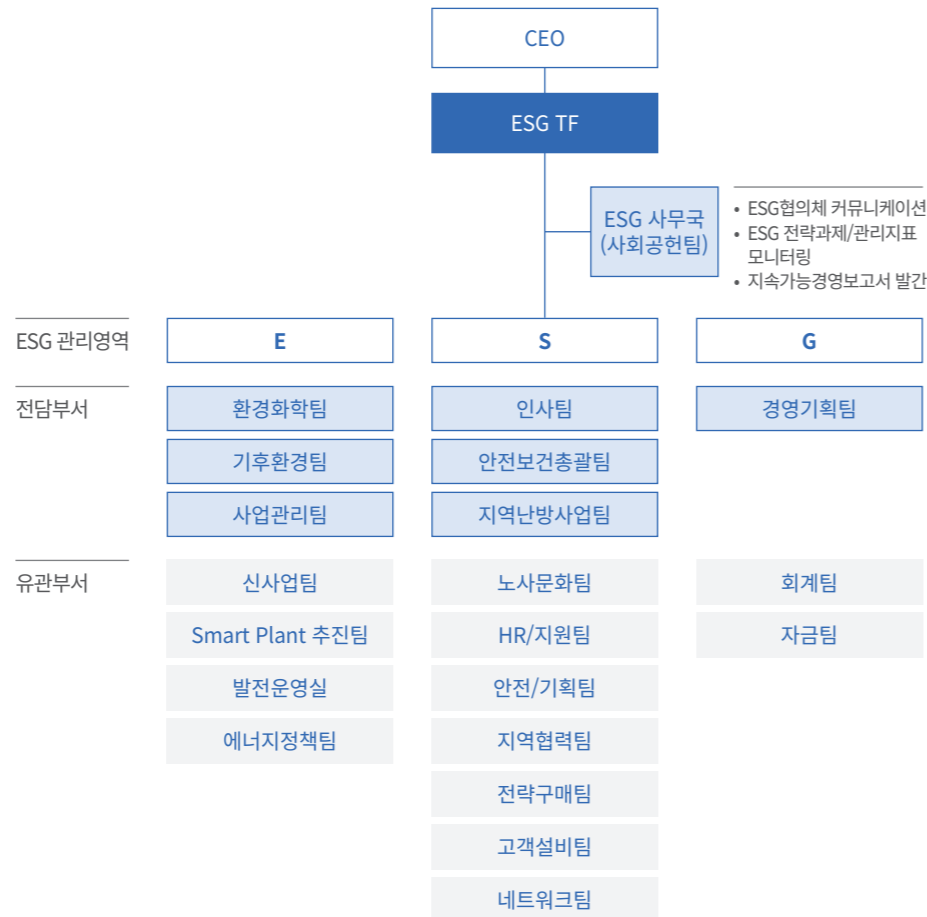 CEO
ESG TF
ESG 사무국
(사회공헌팀)
• ESG협의체 커뮤니케이션
• ESG 전략과제/관리지표
모니터링
• 지속가능경영보고서 발간
ESG 관리영역
E
S
G
전담부서
환경화학팀
인사팀
경영기획팀
기후환경팀
안전보건총괄팀
사업관리팀
지역난방사업팀
유관부서
신사업팀
노사문화팀
회계팀
Smart Plant 추진팀
HR/지원팀
자금팀
발전운영실
안전/기획팀
에너지정책팀
지역협력팀
전략구매팀
고객설비팀
네트워크팀